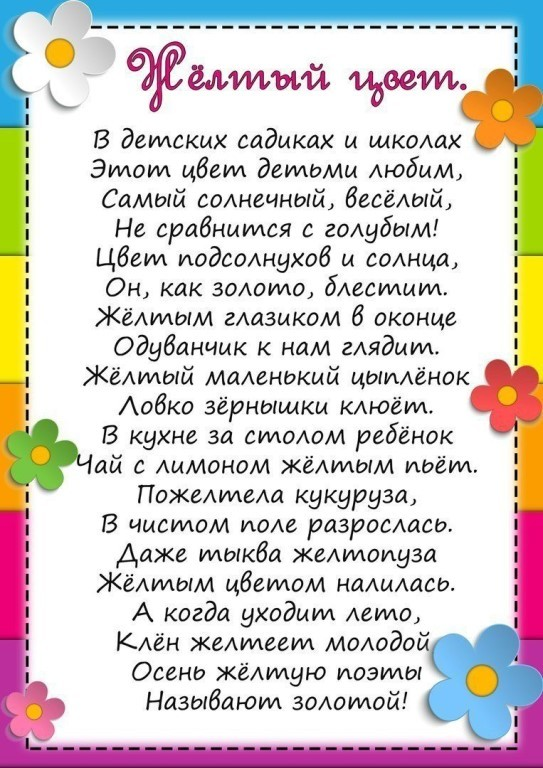 Жёлтый цвет.
В детских садиках и школах
Этот цвет детьми любим,
Самый солнечный, весёлый,
Не сравнится с голубым!
Цвет подсолнухов и солнца,
Он, как золото, блестит.
Жёлтым глазиком в оконце
Одуванчик к нам глядит.
Жёлтый маленький цыплёнок
Ловко зёрнышки клюёт.
В кухне за столом ребёнок
Чай с лимоном жёлтым пьёт.
Пожелтела кукуруза,
В чистом поле разрослась.
Даже тыква желтопуза
Жёлтым цветом налилась.
А когда уходит лето,
Клён желтеет молодой
Осень жёлтую поэты
Называют золотой!